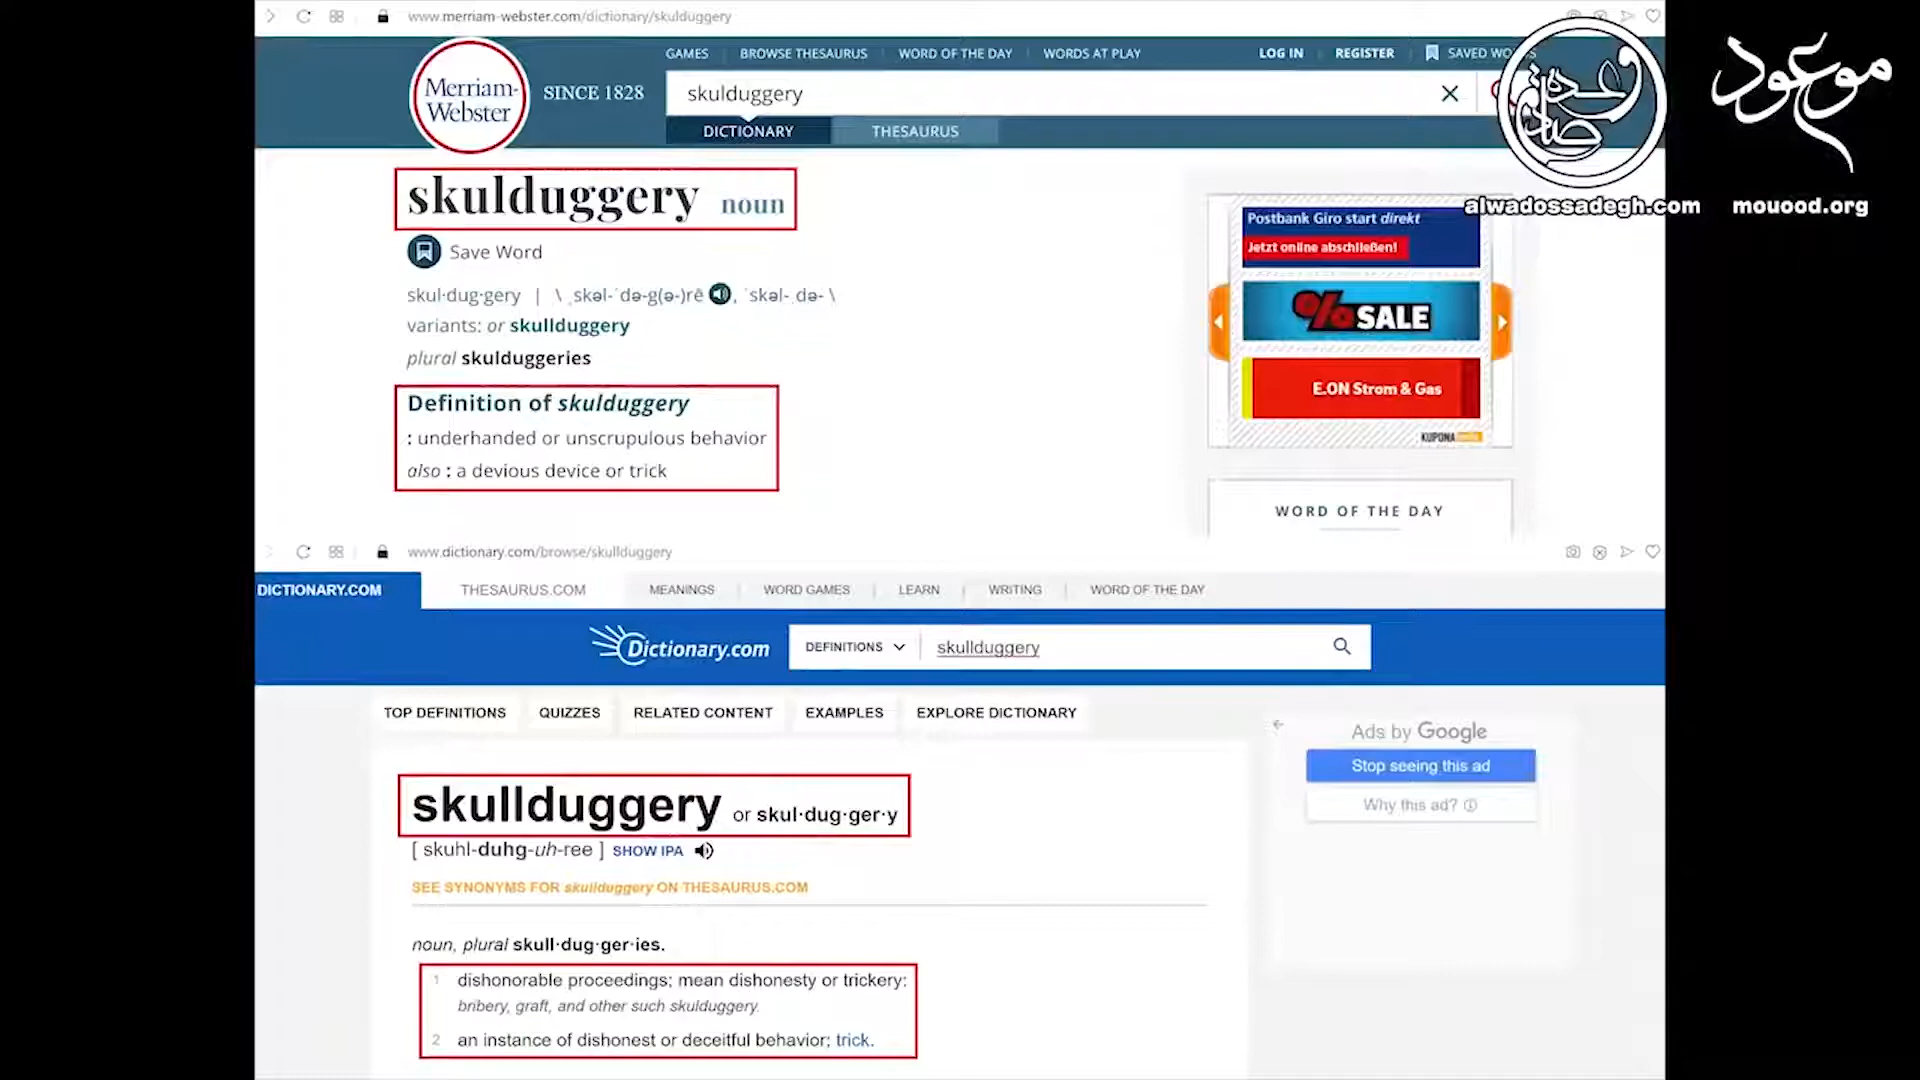 www.merriam-webster.com/dictionary/skulduggery
GAMES BROWSE THESAURUS WORD OF THE DAY WORDS AT PLAY LOG IN REGISTER SAVED
Merriam-
Webster
SINCE 1828
skulduggery
DICTIONARY THESAURUS
موعود
وعده
صادق
alwadossadegh.com mouood.org
skulduggery noun
Save Word
skul·dug·gery | \ ˌskəl-ˈdə-g(ə-)rē , ˈskəl-ˌdə- \
variants: or skullduggery
plural skulduggeries
Definition of skulduggery
: underhanded or unscrupulous behavior
also : a devious device or trick
Postbank Giro start direkt
Jetzt online abschließen!
% SALE
E.ON Strom & Gas
KUPONA
WORD OF THE DAY
www.dictionary.com/browse/skullduggery
DICTIONARY.COM THESAURUS.COM MEANINGS WORD GAMES LEARN WRITING WORD OF THE DAY
Dictionary.com DEFINITIONS skullduggery
TOP DEFINITIONS QUIZZES RELATED CONTENT EXAMPLES EXPLORE DICTIONARY
Ads by Google
Stop seeing this ad
Why this ad?
skullduggery or skul·dug·ger·y
[ skuhl-duhg-uh-ree ] SHOW IPA
SEE SYNONYMS FOR skullduggery ON THESAURUS.COM
noun, plural skull·dug·ger·ies.
1 dishonorable proceedings; mean dishonesty or trickery:
bribery, graft, and other such skulduggery.
2 an instance of dishonest or deceitful behavior; trick.